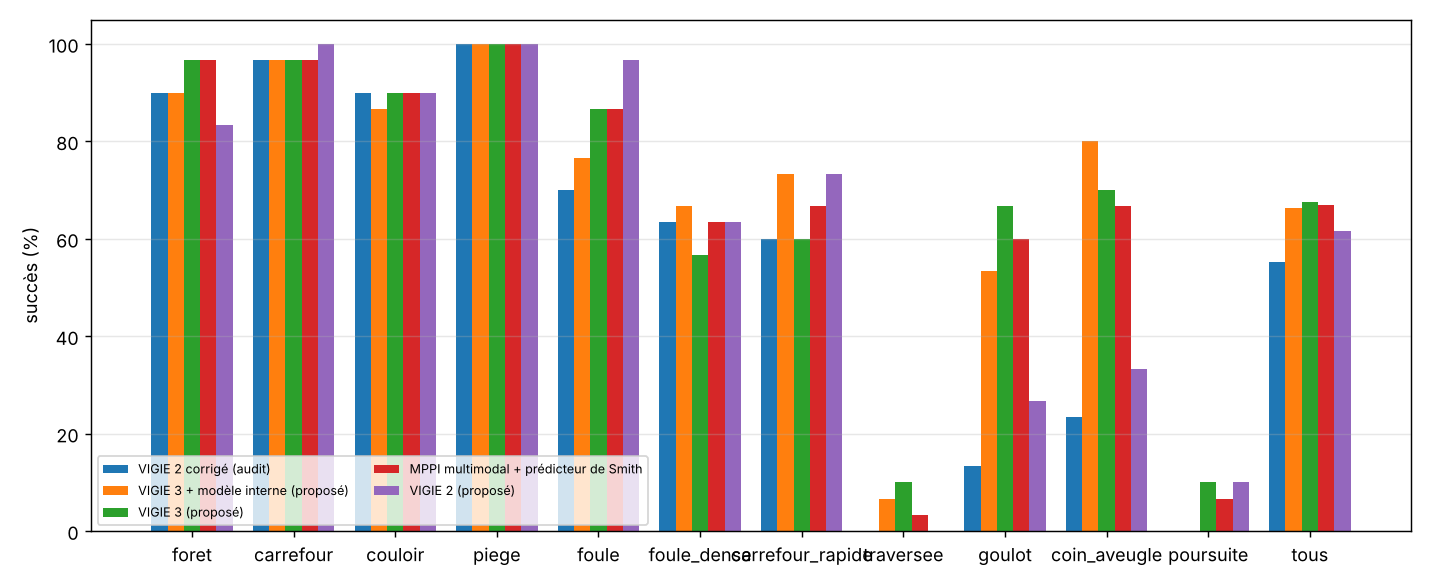 succès (%)
100
80
60
40
20
0
VIGIE 2 corrigé (audit)
VIGIE 3 + modèle interne (proposé)
VIGIE 3 (proposé)
MPPI multimodal + prédicteur de Smith
VIGIE 2 (proposé)
foret carrefour couloir piege foule foule_dense carrefour_rapide traversee goulot coin_aveugle poursuite tous